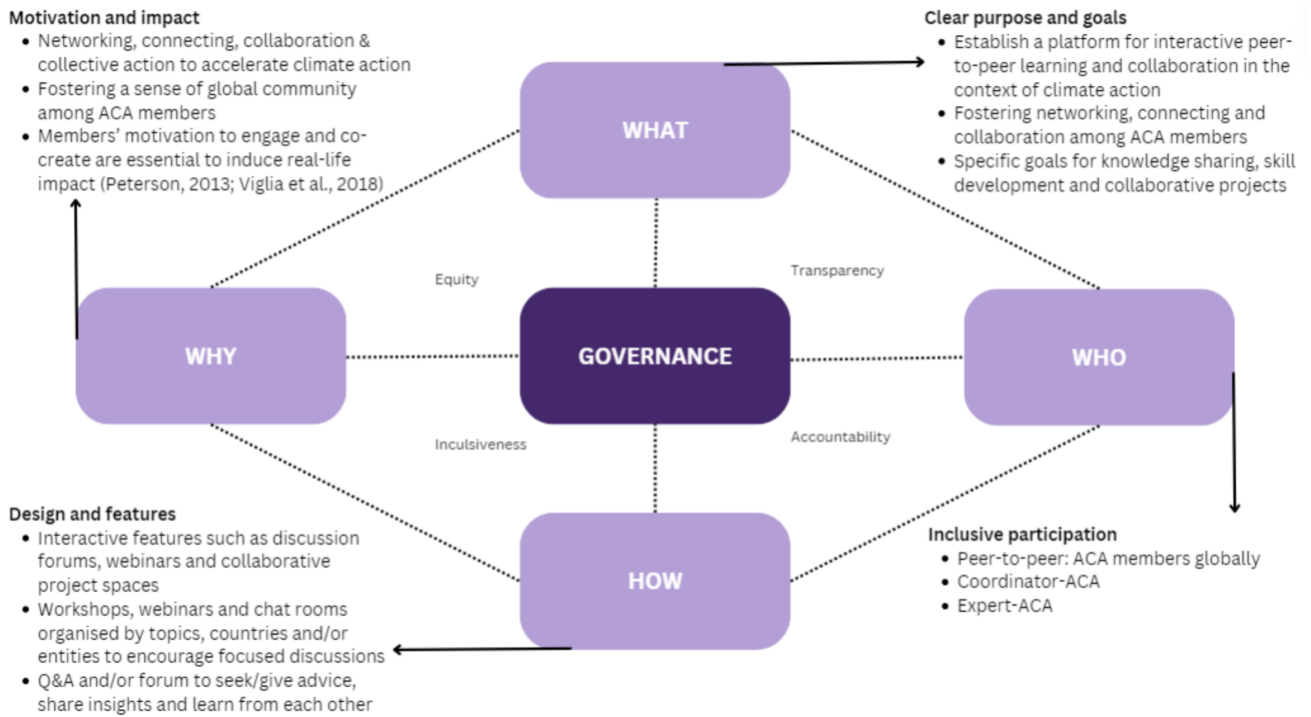 Motivation and impact
• Networking, connecting, collaboration &
collective action to accelerate climate action
• Fostering a sense of global community
among ACA members
• Members' motivation to engage and co-
create are essential to induce real-life
impact (Peterson, 2013; Viglia et al., 2018)
Clear purpose and goals
• Establish a platform for interactive peer-
to-peer learning and collaboration in the
context of climate action
• Fostering networking, connecting and
collaboration among ACA members
• Specific goals for knowledge sharing, skill
development and collaborative projects
WHAT
Equity
Transparency
WHY
GOVERNANCE
WHO
Inculsiveness
Accountability
HOW
Design and features
• Interactive features such as discussion
forums, webinars and collaborative
project spaces
• Workshops, webinars and chat rooms
organised by topics, countries and/or
entities to encourage focused discussions
• Q&A and/or forum to seek/give advice,
share insights and learn from each other
Inclusive participation
• Peer-to-peer: ACA members globally
• Coordinator-ACA
• Expert-ACA